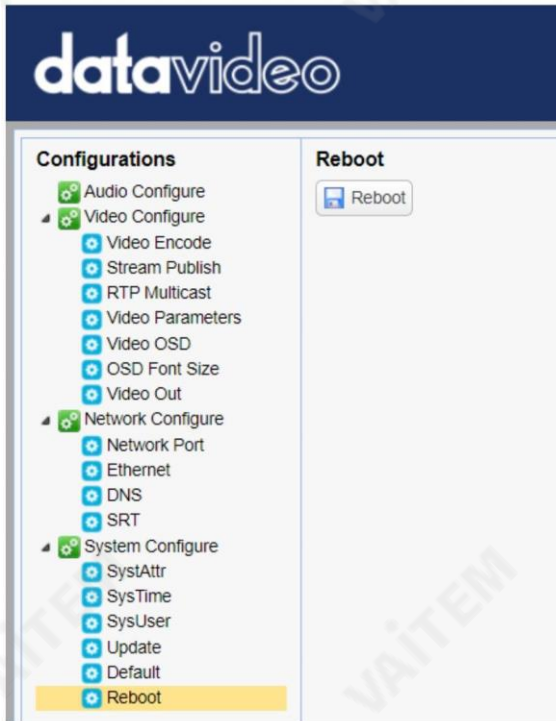 datavideo
Configurations
Audio Configure
Video Configure
Video Encode
Stream Publish
RTP Multicast
Video Parameters
Video OSD
OSD Font Size
Video Out
Network Configure
Network Port
Ethernet
DNS
SRT
System Configure
SystAttr
SysTime
SysUser
Update
Default
Reboot
Reboot
Reboot
VAITEM
VAITEM